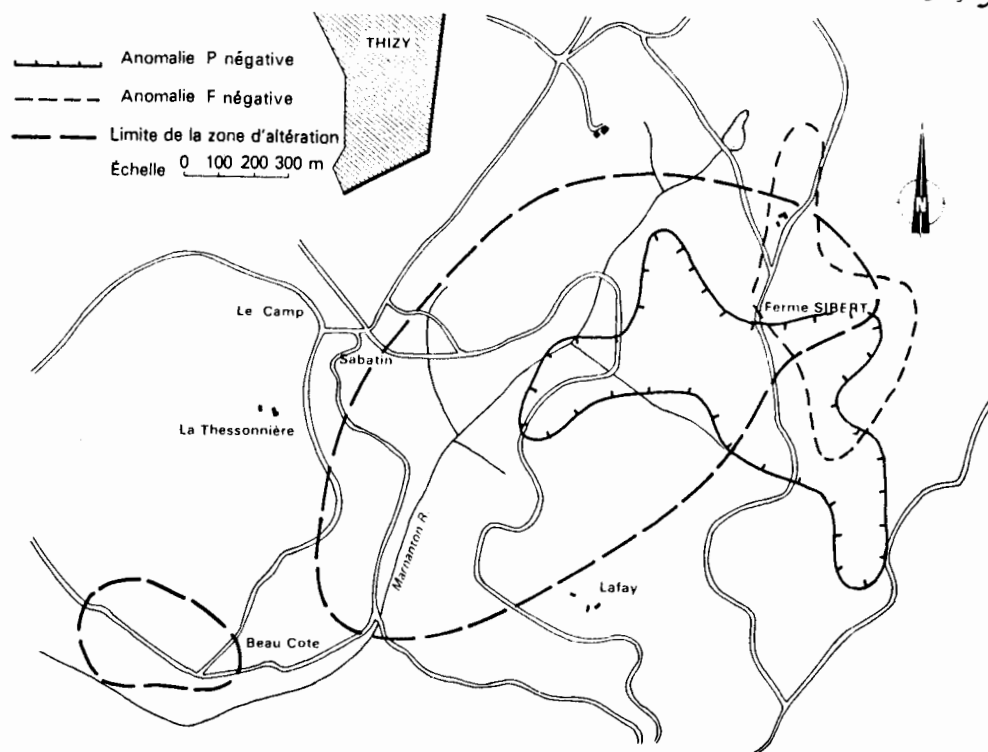 THIZY
Anomalie P négative
Anomalie F négative
Limite de la zone d'altération
Échelle 0 100 200 300 m
N
Le Camp
Ferme SIBERT
Sabatin
La Thessonnière
Marnanton R
Lafay
Beau Cote